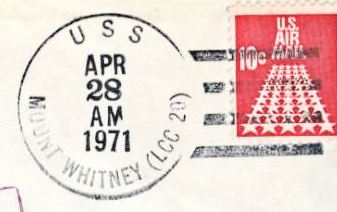 USS
APR
28
AM
1971
MOUNT WHITNEY (LCC 20)
U.S.
AIR
MAIL
10c